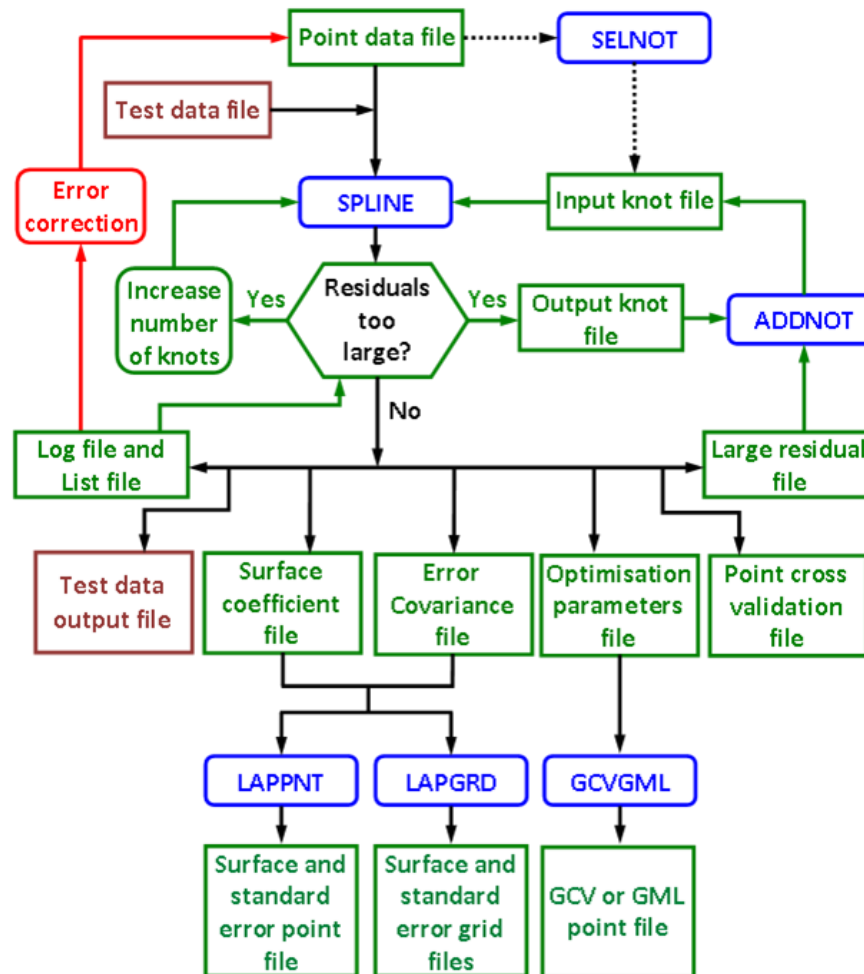 Point data file
SELNOT
Test data file
Error
correction
SPLINE
Input knot file
Increase
number
of knots
Yes
Residuals
too
large?
Yes
Output knot
file
ADDNOT
No
Log file and
List file
Large residual
file
Test data
output file
Surface
coefficient
file
Error
Covariance
file
Optimisation
parameters
file
Point cross
validation
file
LAPPNT
LAPGRD
GCVGML
Surface and
standard
error point
file
Surface and
standard
error grid
files
GCV or GML
point file